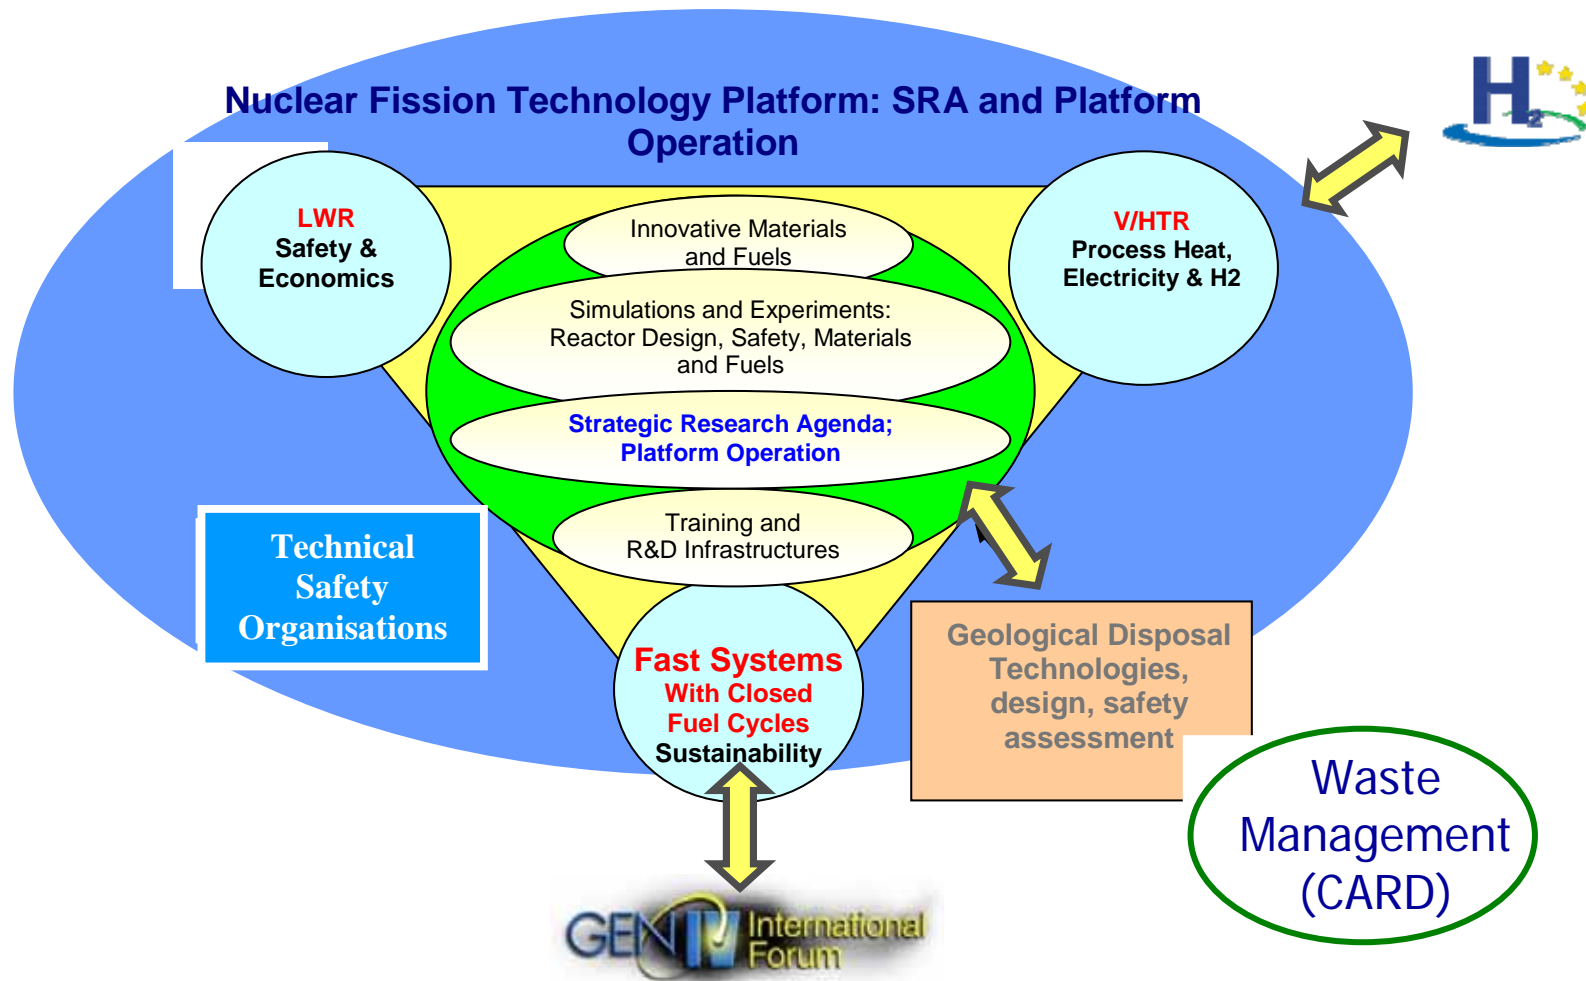 Nuclear Fission Technology Platform: SRA and Platform
Operation
H2
LWR
Safety &
Economics
Innovative Materials
and Fuels
V/HTR
Process Heat,
Electricity & H2
Simulations and Experiments:
Reactor Design, Safety, Materials
and Fuels
Strategic Research Agenda;
Platform Operation
Training and
R&D Infrastructures
Technical
Safety
Organisations
Fast Systems
With Closed
Fuel Cycles
Sustainability
Geological Disposal
Technologies,
design, safety
assessment
Waste
Management
(CARD)
GEN IV International
Forum